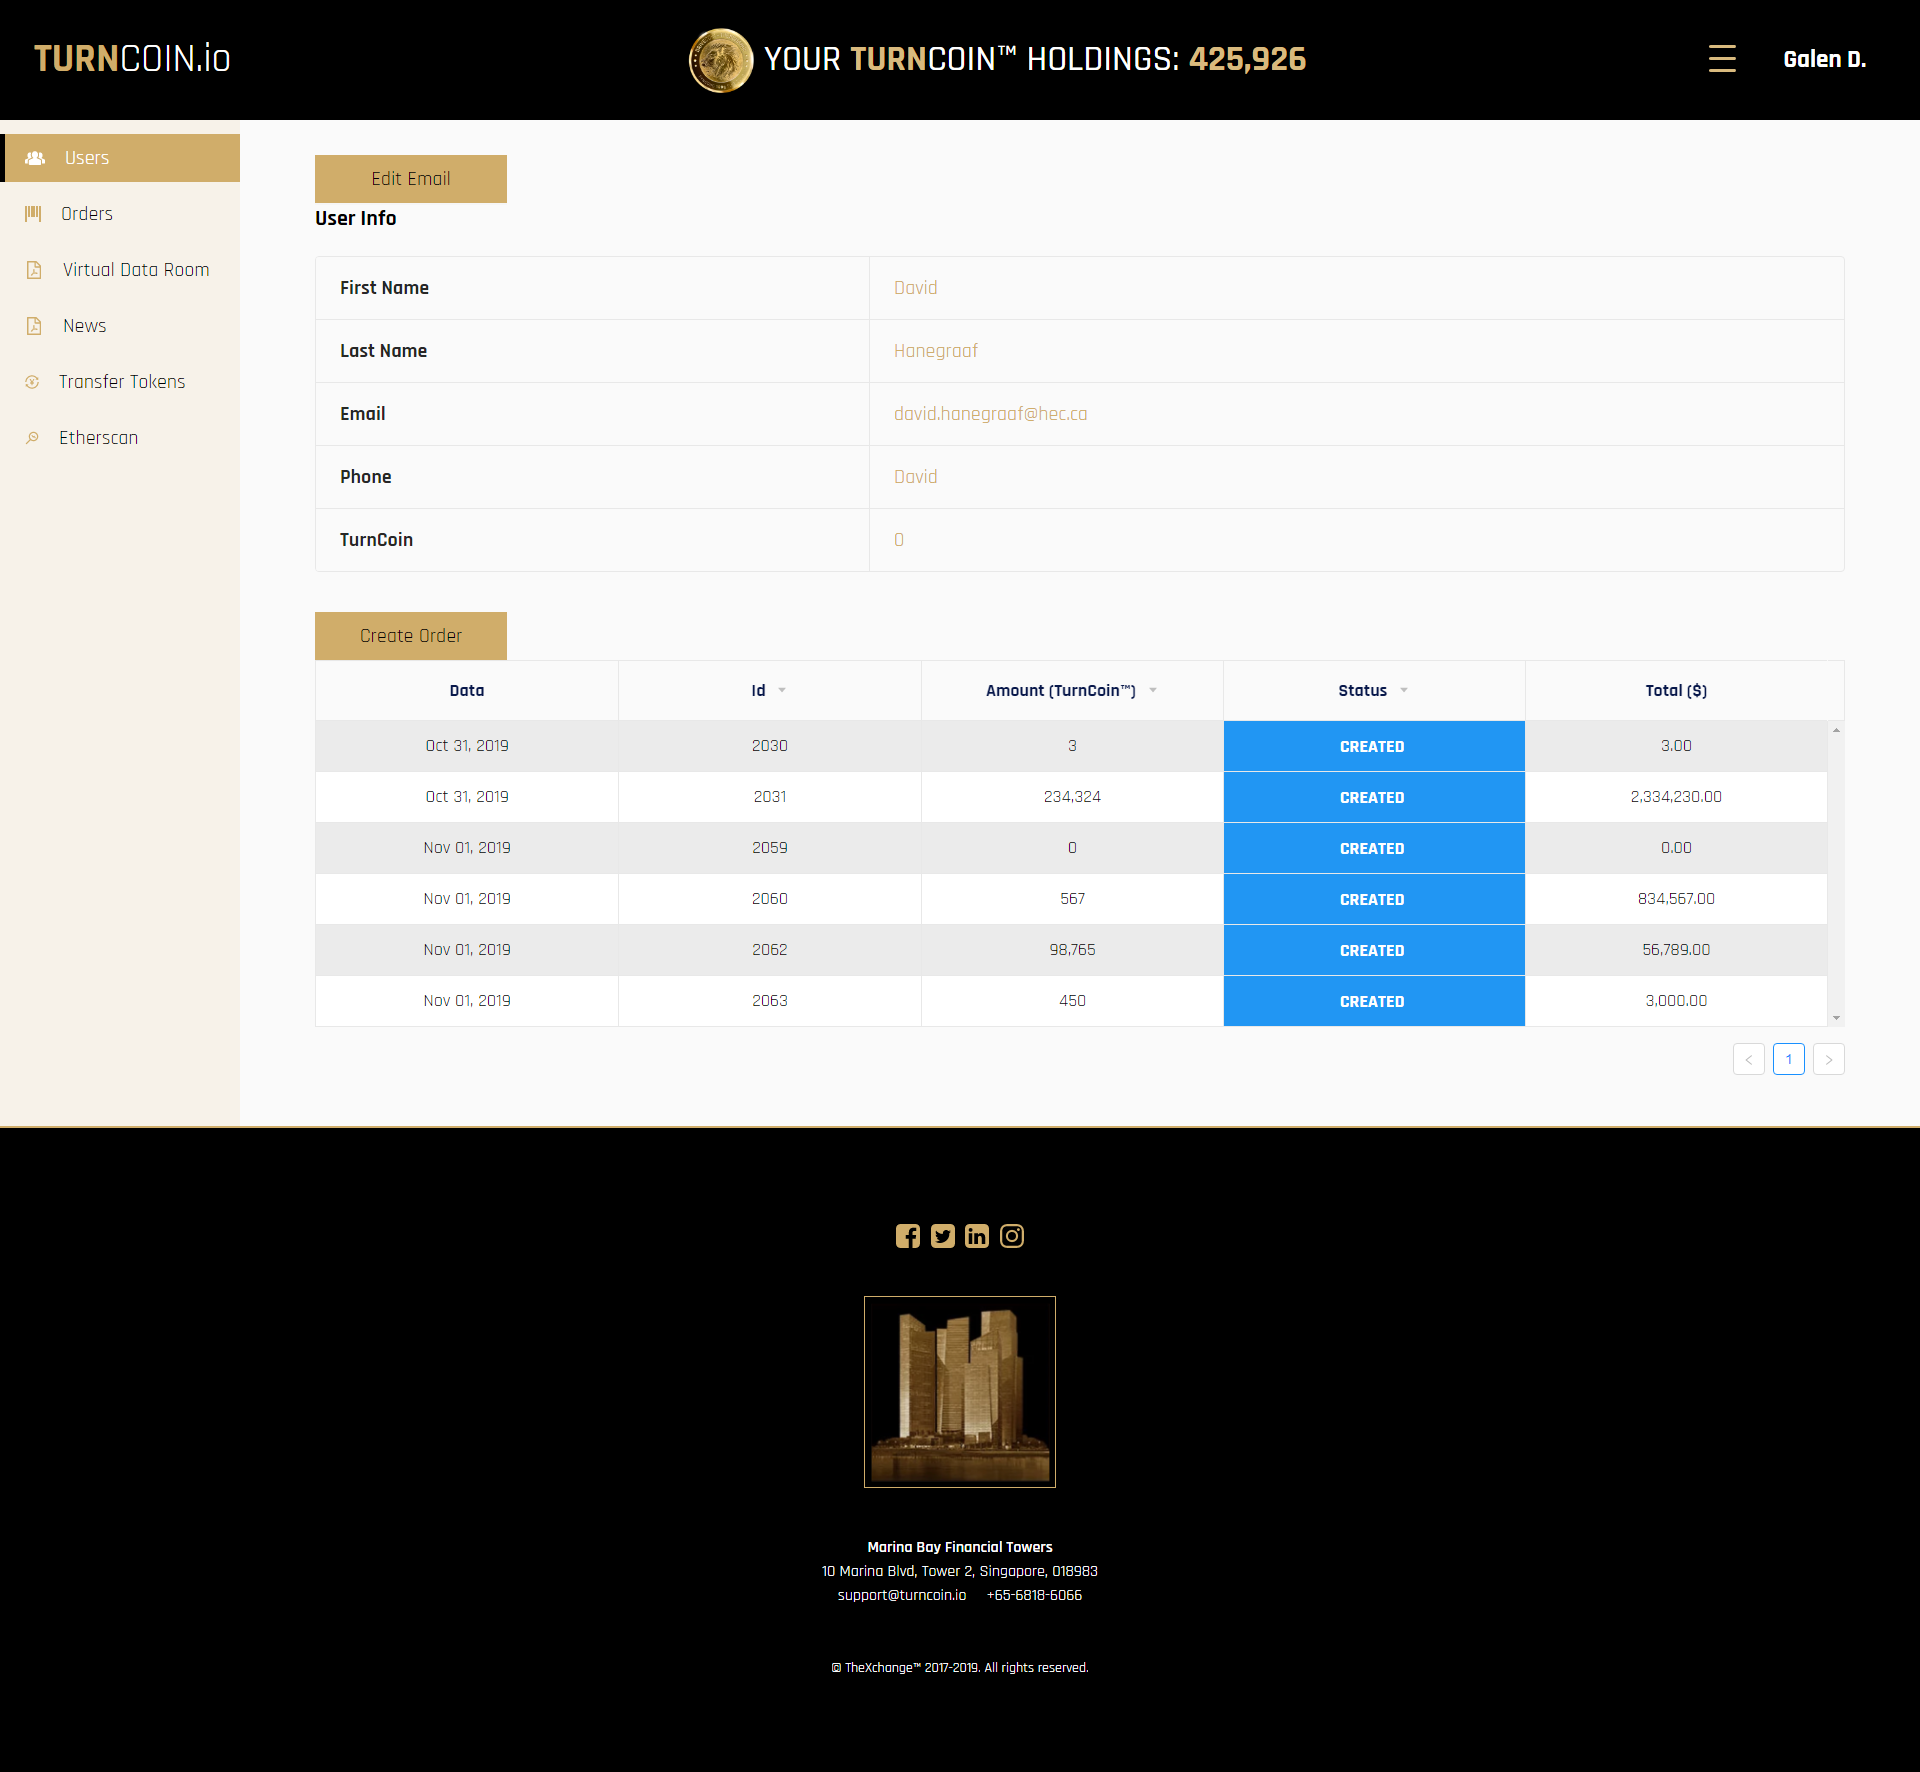 TURNCOIN.io
YOUR TURNCOIN™ HOLDINGS: 425,926
Galen D.
Users
Orders
Virtual Data Room
News
Transfer Tokens
Etherscan
Edit Email
User Info
First Name David
Last Name Hanegraaf
Email david.hanegraaf@hec.ca
Phone David
TurnCoin 0
Create Order
Data Id Amount (TurnCoin™) Status Total ($)
Oct 31, 2019 2030 3 CREATED 3.00
Oct 31, 2019 2031 234,324 CREATED 2,334,230.00
Nov 01, 2019 2059 0 CREATED 0.00
Nov 01, 2019 2060 567 CREATED 834,567.00
Nov 01, 2019 2062 98,765 CREATED 56,789.00
Nov 01, 2019 2063 450 CREATED 3,000.00
< 1 >
Marina Bay Financial Towers
10 Marina Blvd, Tower 2, Singapore, 018983
support@turncoin.io +65-6818-6066
© TheXchange™ 2017-2019. All rights reserved.